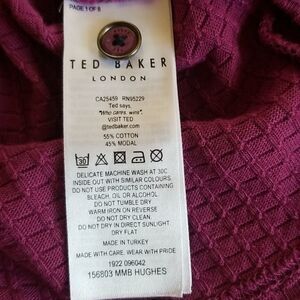 PAGE 1 OF 8
TED BAKER
LONDON
CA25459 RN95229
Ted says,
"Who dares, wins".
VISIT TED
@tedbaker.com
55% COTTON
45% MODAL
DELICATE MACHINE WASH AT 30C
INSIDE OUT WITH SIMILAR COLOURS.
DO NOT USE PRODUCTS CONTAINING
BLEACH, OIL OR ALCOHOL
DO NOT TUMBLE DRY
WARM IRON ON REVERSE
DO NOT DRY CLEAN.
DO NOT DRY IN DIRECT SUNLIGHT.
DRY FLAT
MADE IN TURKEY
MADE WITH CARE. WEAR WITH PRIDE
1922 096042
156803 MMB HUGHES